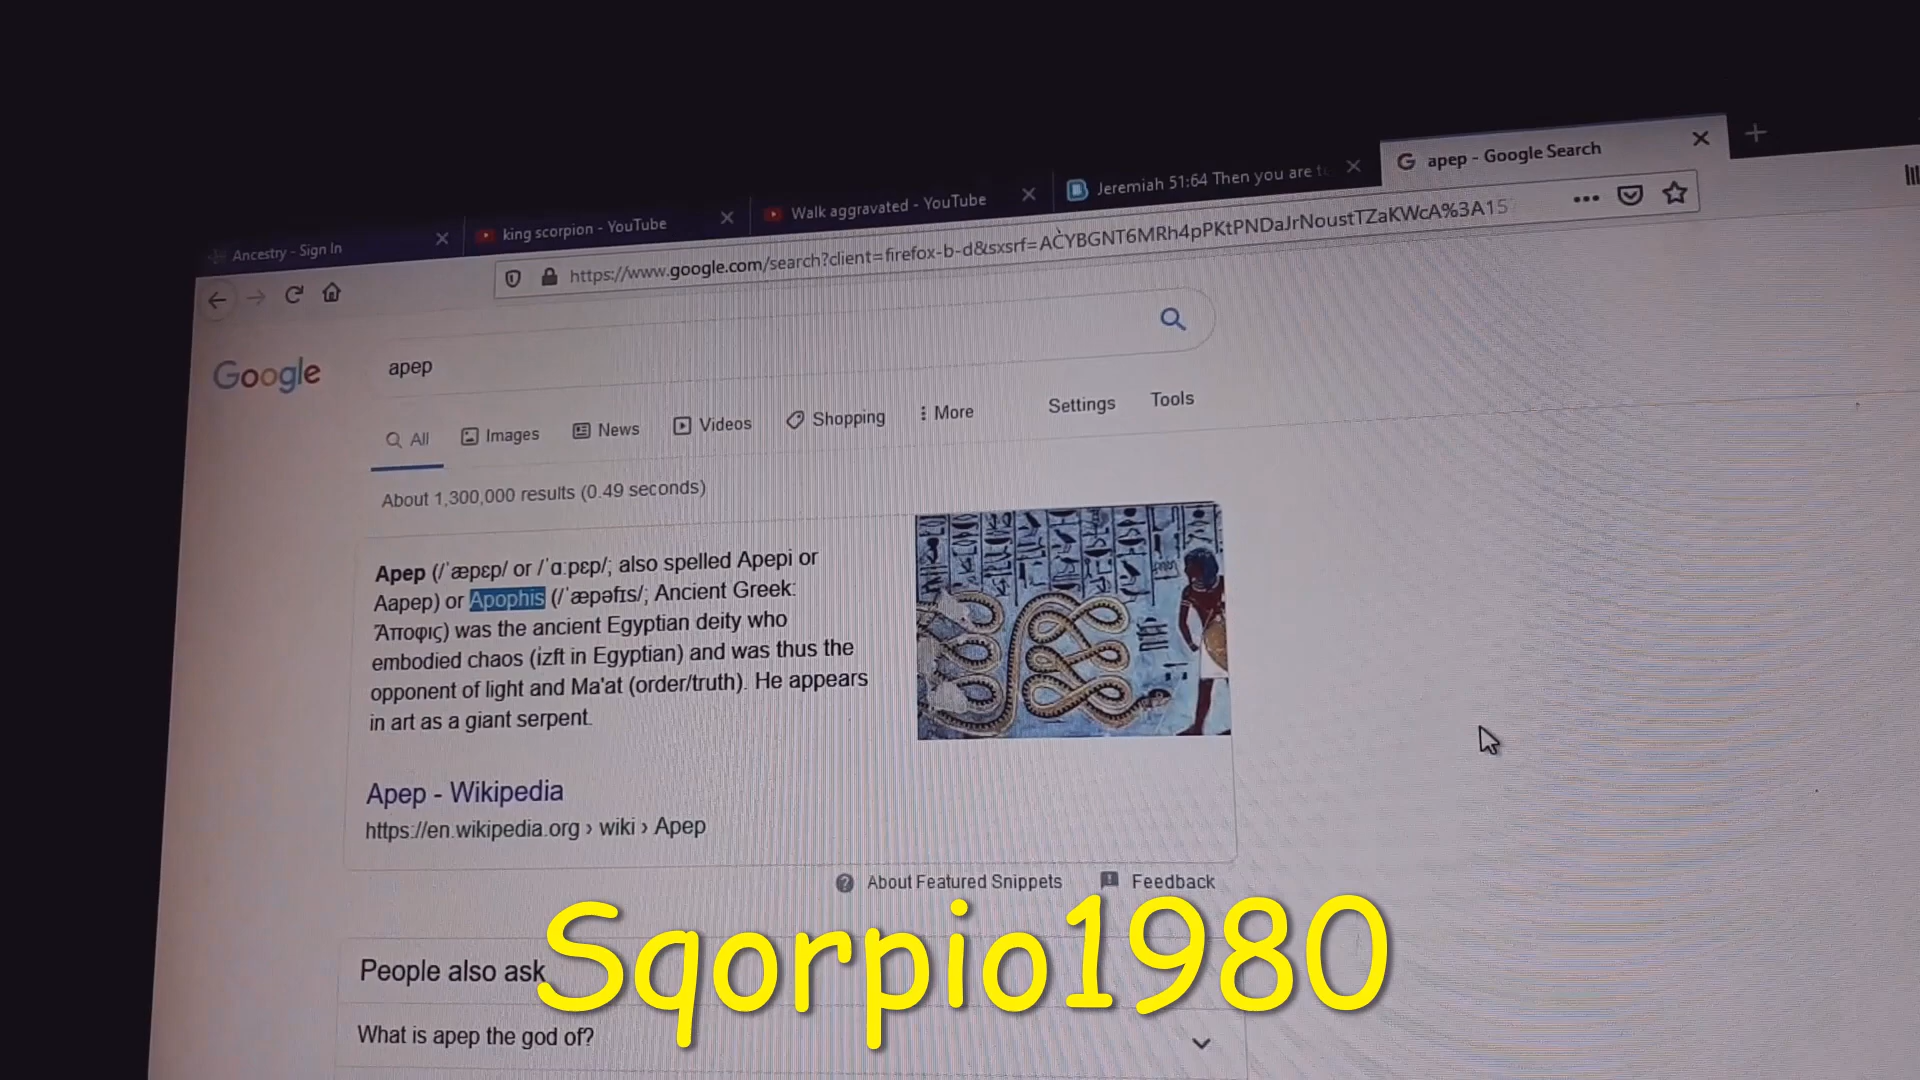 Ancestry - Sign In
king scorpion - YouTube
Walk aggravated - YouTube
Jeremiah 51:64 Then you are t
apep - Google Search
https://www.google.com/search?client=firefox-b-d&sxsrf=ACYBGNT6MRh4pPKtPNDaJrNoustTZaKWcA%3A15
Google
apep
All
Images
News
Videos
Shopping
More
Settings
Tools
About 1,300,000 results (0.49 seconds)
Apep (/ˈæpɛp/ or /ˈɑːpɛp/; also spelled Apepi or
Aapep) or Apophis (/ˈæpəfɪs/; Ancient Greek:
Ἄποφις) was the ancient Egyptian deity who
embodied chaos (izft in Egyptian) and was thus the
opponent of light and Ma'at (order/truth). He appears
in art as a giant serpent.
Apep - Wikipedia
https://en.wikipedia.org › wiki › Apep
About Featured Snippets
Feedback
People also ask
Sqorpio1980
What is apep the god of?